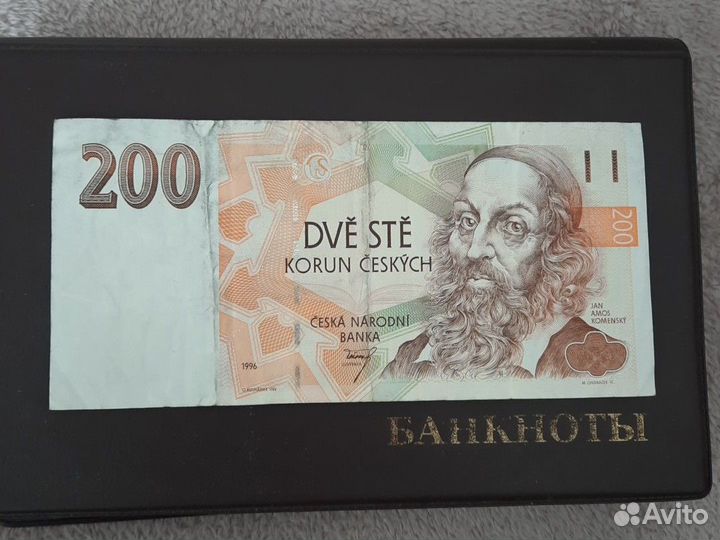 200
DVĚ STĚ
KORUN ČESKÝCH
ČESKÁ NÁRODNÍ
BANKA
1996
200
JAN
AMOS
KOMENSKÝ
БАНКНОТЫ
Avito